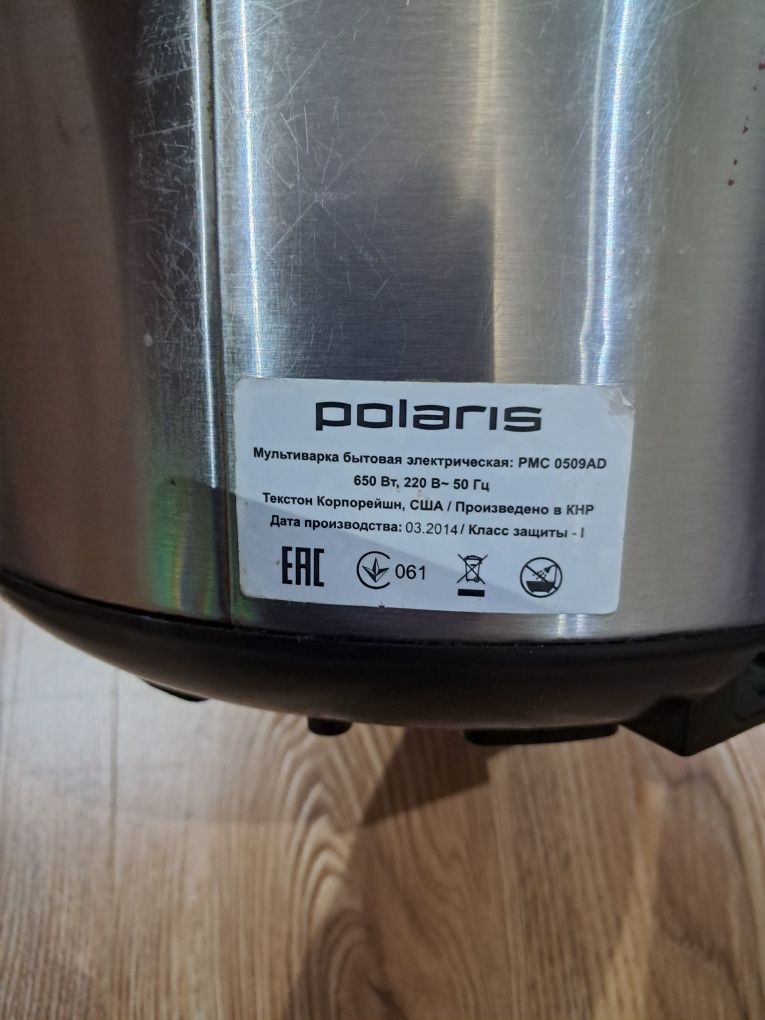 polaris
Мультиварка бытовая электрическая: PMC 0509AD
650 Вт, 220 В~ 50 Гц
Текстон Корпорейшн, США / Произведено в КНР
Дата производства: 03.2014 / Класс защиты - I
EAC 061